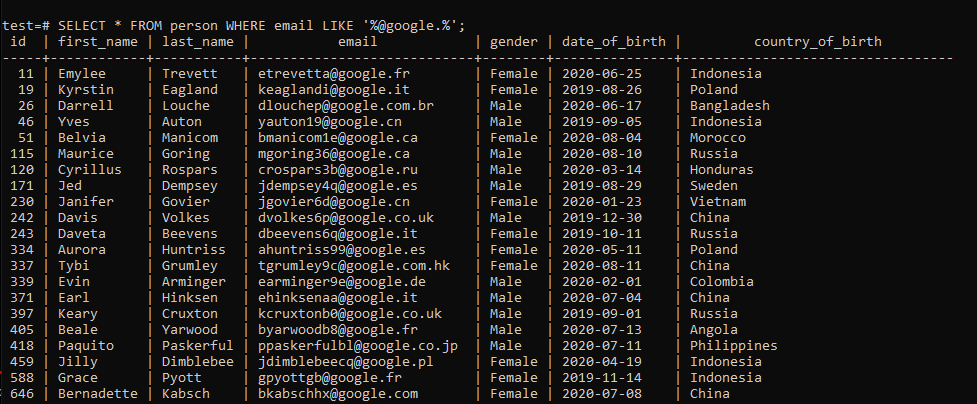 test=# SELECT * FROM person WHERE email LIKE '%@google.%';
id | first_name | last_name | email | gender | date_of_birth | country_of_birth
-----+------------+-----------+----------------------------+--------+---------------+----------------------------------
11 | Emylee | Trevett | etrevetta@google.fr | Female | 2020-06-25 | Indonesia
19 | Kyrstin | Eagland | keaglandi@google.it | Female | 2019-08-26 | Poland
26 | Darrell | Louche | dlouchep@google.com.br | Male | 2020-06-17 | Bangladesh
46 | Yves | Auton | yauton19@google.cn | Male | 2019-09-05 | Indonesia
51 | Belvia | Manicom | bmanicom1e@google.ca | Female | 2020-08-04 | Morocco
115 | Maurice | Goring | mgoring36@google.ca | Male | 2020-08-10 | Russia
120 | Cyrillus | Rospars | crospars3b@google.ru | Male | 2020-03-14 | Honduras
171 | Jed | Dempsey | jdempsey4q@google.es | Male | 2019-08-29 | Sweden
230 | Janifer | Govier | jgovier6d@google.cn | Female | 2020-01-23 | Vietnam
242 | Davis | Volkes | dvolkes6p@google.co.uk | Male | 2019-12-30 | China
243 | Daveta | Beevens | dbeevens6q@google.it | Female | 2019-10-11 | Russia
334 | Aurora | Huntriss | ahuntriss99@google.es | Female | 2020-05-11 | Poland
337 | Tybi | Grumley | tgrumley9c@google.com.hk | Female | 2020-08-11 | China
339 | Evin | Arminger | earminger9e@google.de | Male | 2020-02-01 | Colombia
371 | Earl | Hinksen | ehinksenaa@google.it | Male | 2020-07-04 | China
397 | Keary | Cruxton | kcruxtonb0@google.co.uk | Male | 2019-09-01 | Russia
405 | Beale | Yarwood | byarwoodb8@google.fr | Male | 2020-07-13 | Angola
418 | Paquito | Paskerful | ppaskerfulbl@google.co.jp | Male | 2020-07-11 | Philippines
459 | Jilly | Dimblebee | jdimblebeecq@google.pl | Female | 2020-04-19 | Indonesia
588 | Grace | Pyott | gpyottgb@google.fr | Female | 2019-11-14 | Indonesia
646 | Bernadette | Kabsch | bkabschhx@google.com | Female | 2020-07-08 | China